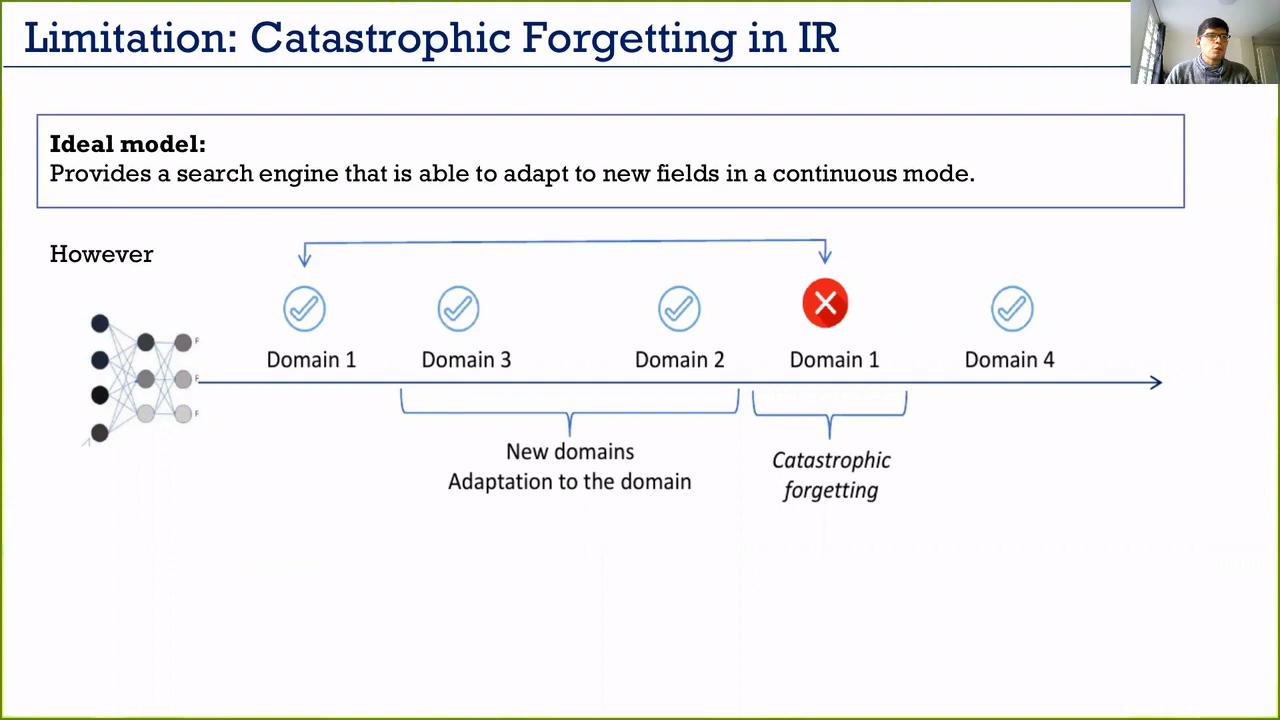 Limitation: Catastrophic Forgetting in IR
Ideal model:
Provides a search engine that is able to adapt to new fields in a continuous mode.
However
Domain 1
Domain 3
Domain 2
Domain 1
Domain 4
New domains
Adaptation to the domain
Catastrophic
forgetting